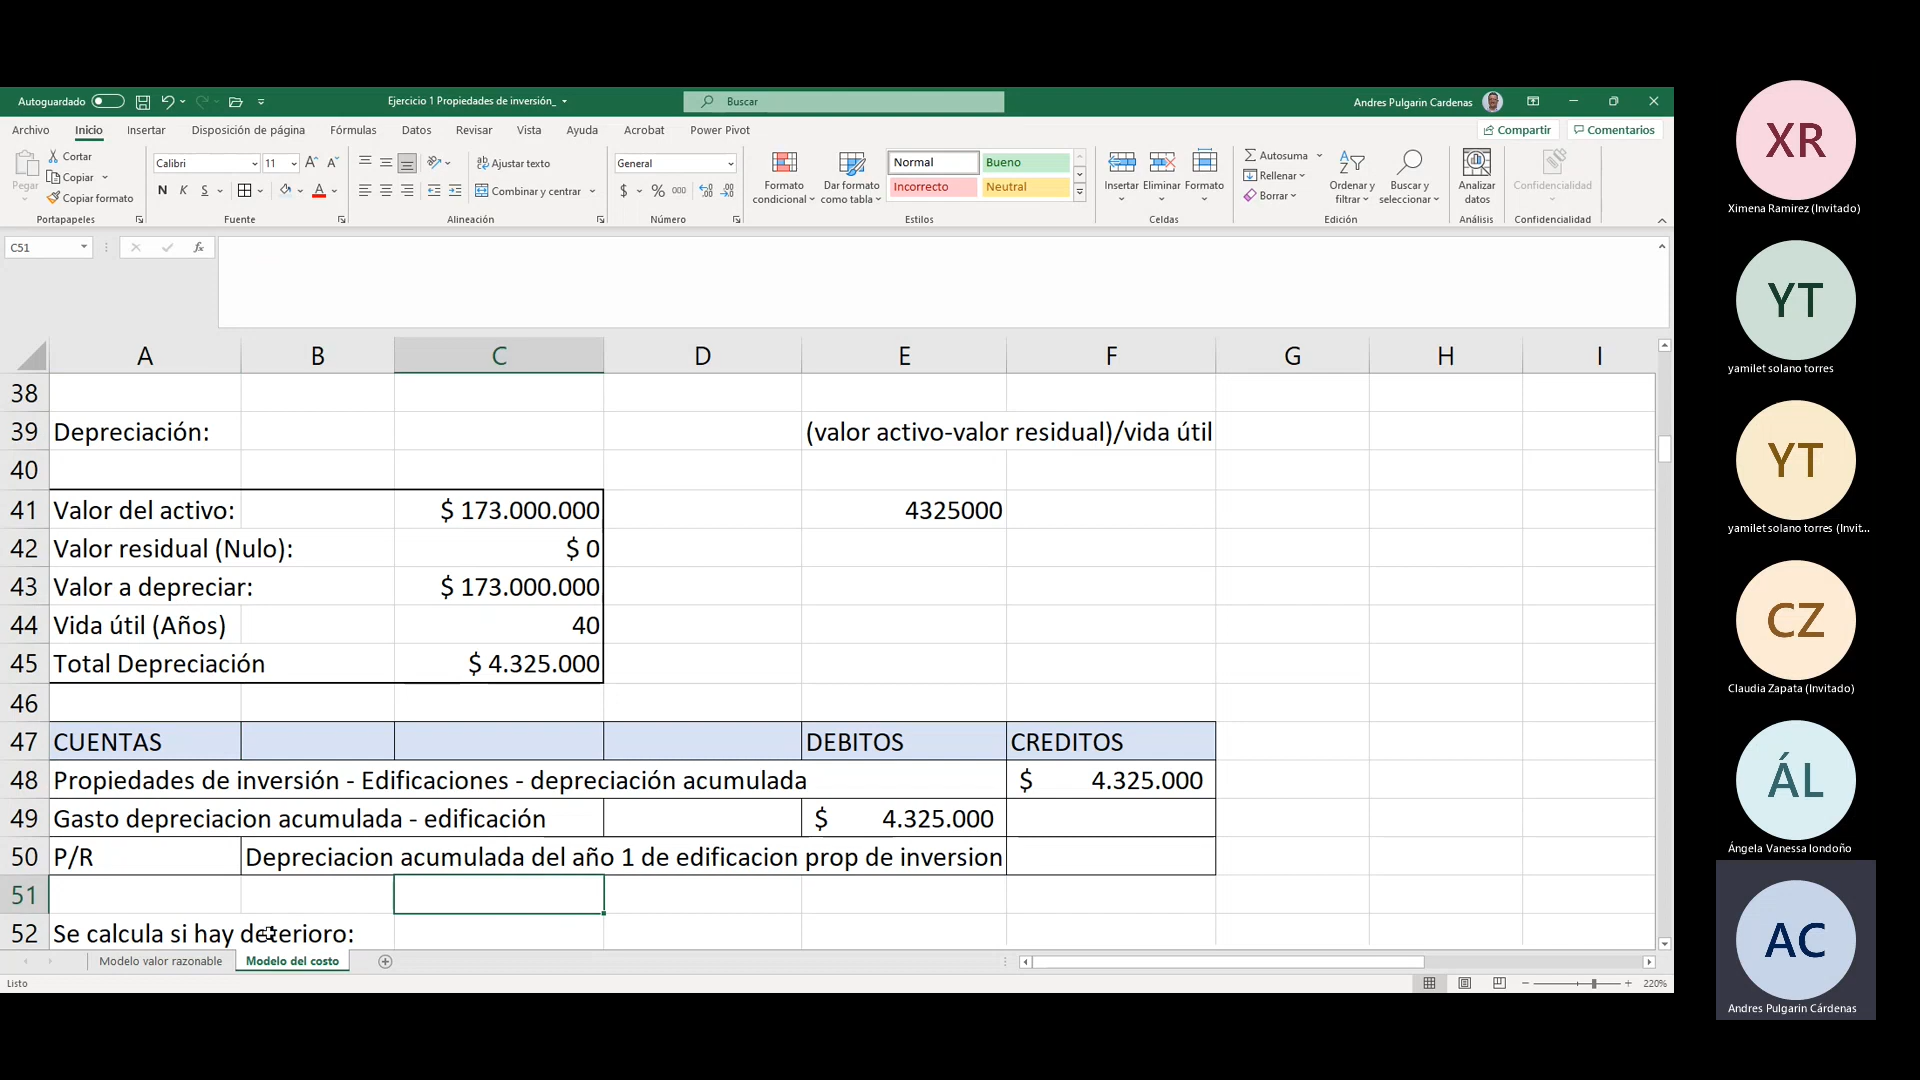 Autoguardado
Ejercicio 1 Propiedades de inversión_
Buscar
Andres Pulgarin Cardenas
Archivo Inicio Insertar Disposición de página Fórmulas Datos Revisar Vista Ayuda Acrobat Power Pivot Compartir Comentarios
Pegar
Cortar
Copiar
Copiar formato
Portapapeles
Calibri 11
N K S
Fuente
Ajustar texto
Combinar y centrar
Alineación
General
$ % 000
Número
Formato condicional
Dar formato como tabla
Normal Bueno
Incorrecto Neutral
Estilos
Insertar Eliminar Formato
Celdas
Autosuma
Rellenar
Borrar
Ordenar y filtrar
Buscar y seleccionar
Edición
Analizar datos
Análisis
Confidencialidad
Confidencialidad
C51
fx
A B C D E F G H I
38
39 Depreciación: (valor activo-valor residual)/vida útil
40
41 Valor del activo: $ 173.000.000 4325000
42 Valor residual (Nulo): $ 0
43 Valor a depreciar: $ 173.000.000
44 Vida útil (Años) 40
45 Total Depreciación $ 4.325.000
46
47 CUENTAS DEBITOS CREDITOS
48 Propiedades de inversión - Edificaciones - depreciación acumulada $ 4.325.000
49 Gasto depreciacion acumulada - edificación $ 4.325.000
50 P/R Depreciacion acumulada del año 1 de edificacion prop de inversion
51
52 Se calcula si hay deterioro:
Modelo valor razonable Modelo del costo
Listo
220%
XR
Ximena Ramirez (Invitado)
YT
yamilet solano torres
YT
yamilet solano torres (Invit...
CZ
Claudia Zapata (Invitado)
ÁL
Ángela Vanessa londoño
AC
Andres Pulgarin Cárdenas